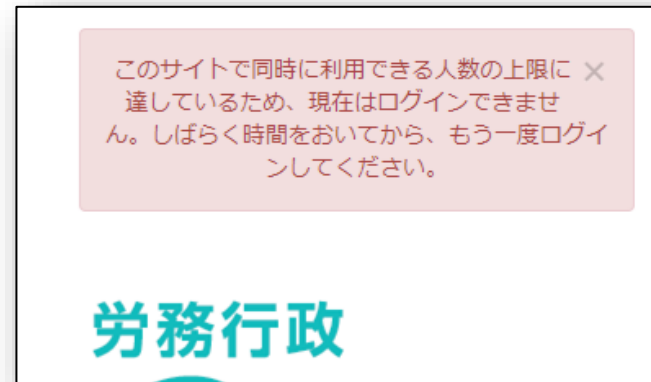 このサイトで同時に利用できる人数の上限に ×
達しているため、現在はログインできませ
ん。しばらく時間をおいてから、もう一度ログイ
ンしてください。
労務行政